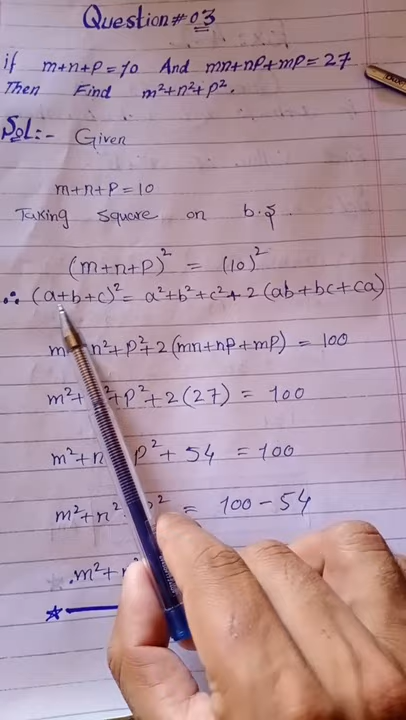 Question #03
if m+n+p=10 And mn+np+mp=27
Then Find m²+n²+p².
Sol:- Given
m+n+p=10
Taking square on b.s
(m+n+p)² = (10)²
∴ (a+b+c)² = a²+b²+c²+2(ab+bc+ca)
m n²+p²+2(mn+np+mp) = 100
m²+ ²+p²+2(27) = 100
m²+n p²+54 = 100
m²+n² p² = 100-54
.m²+n